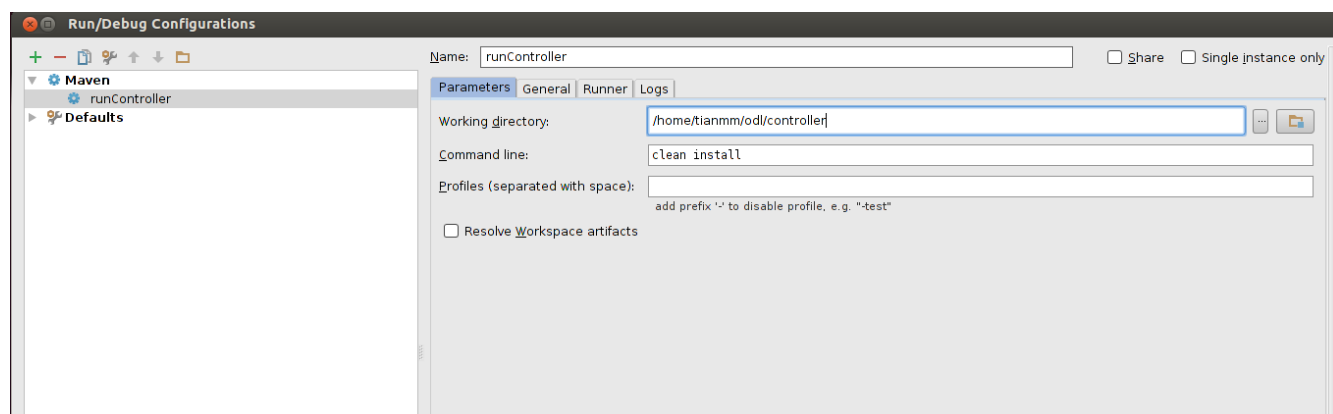 Run/Debug Configurations
Name: runController Share Single instance only
Maven
runController
Defaults
Parameters General Runner Logs
Working directory: /home/tianmm/odl/controller ...
Command line: clean install
Profiles (separated with space):
add prefix '-' to disable profile, e.g. "-test"
Resolve Workspace artifacts